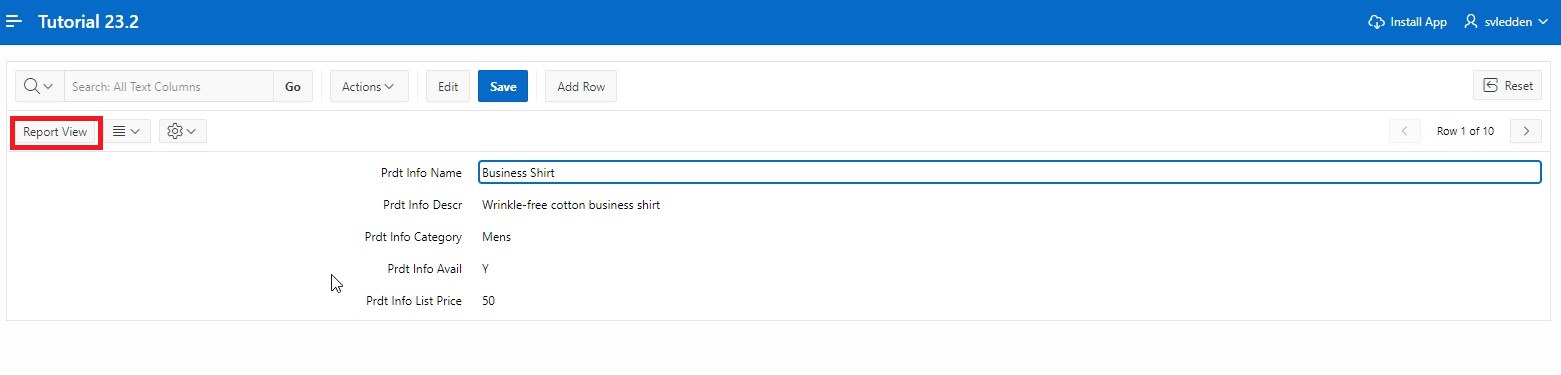 Tutorial 23.2 Install App svledden
Search: All Text Columns Go Actions Edit Save Add Row Reset
Report View Row 1 of 10
Prdt Info Name Business Shirt
Prdt Info Descr Wrinkle-free cotton business shirt
Prdt Info Category Mens
Prdt Info Avail Y
Prdt Info List Price 50